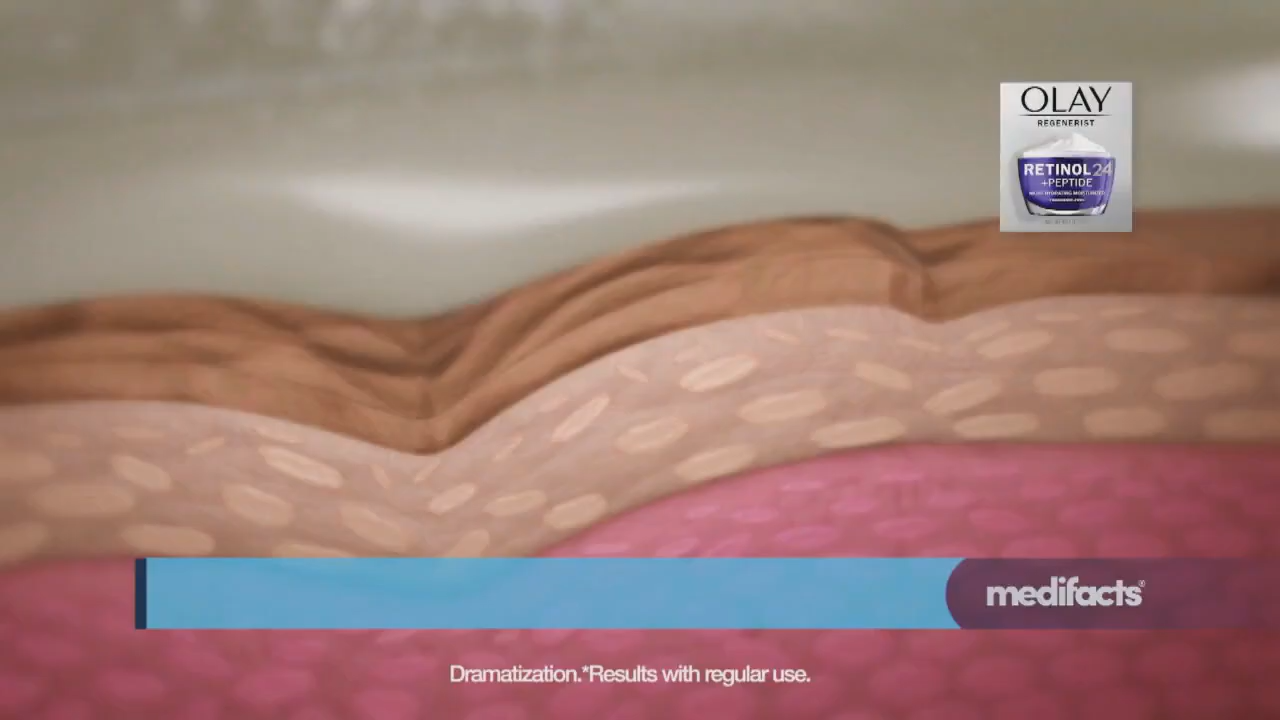 OLAY
REGENERIST
RETINOL24
+PEPTIDE
medifacts®
Dramatization.*Results with regular use.